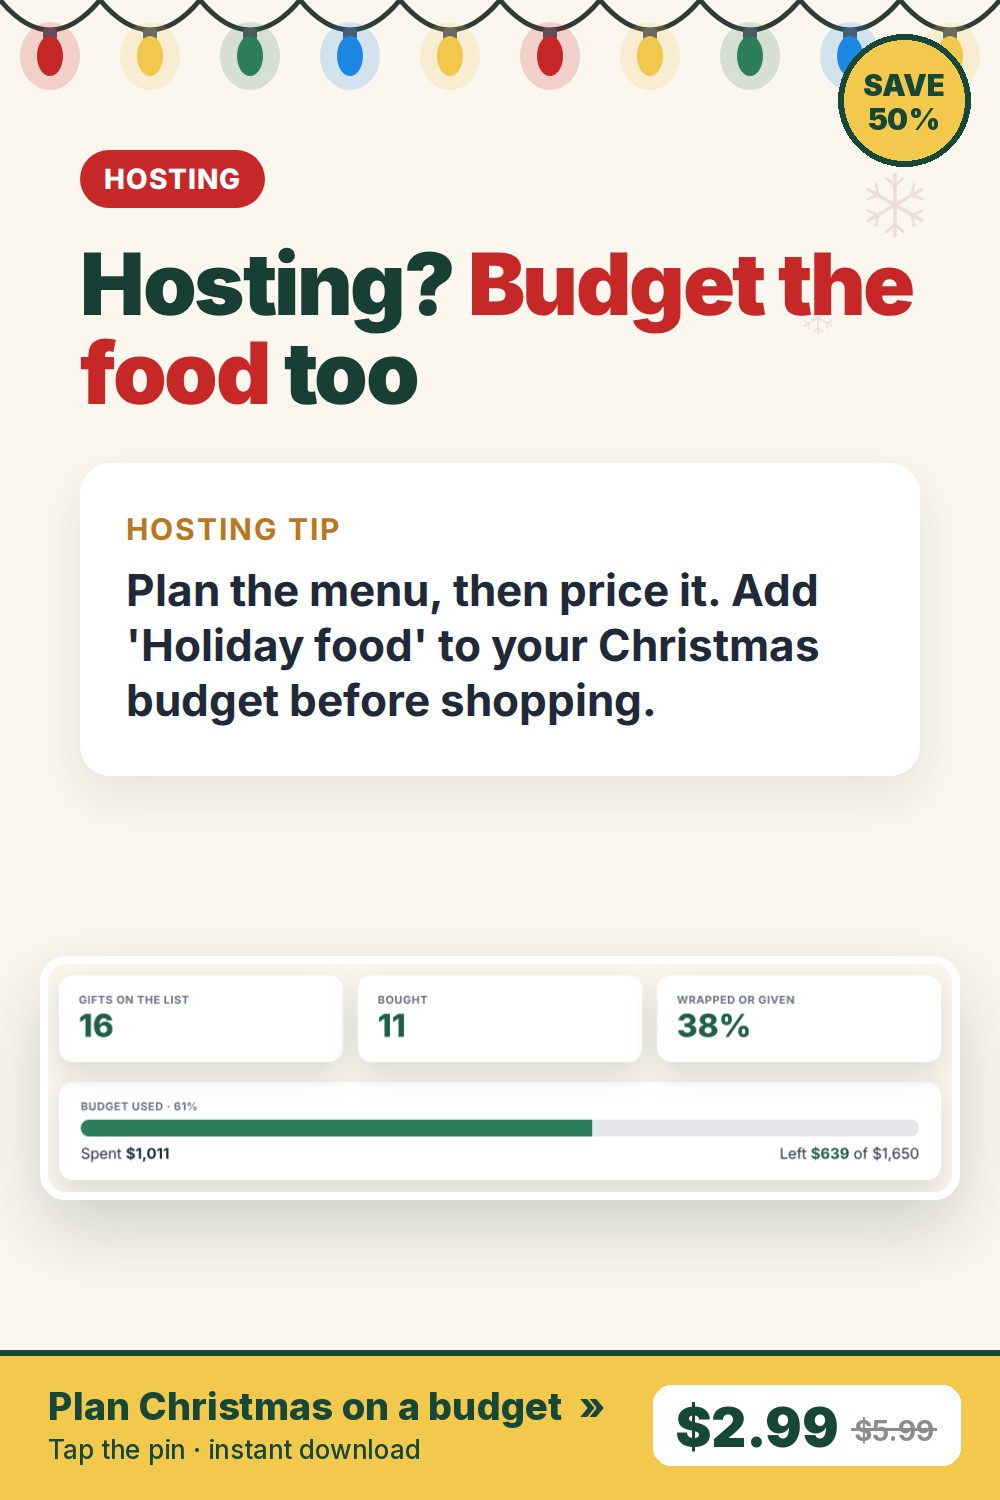 SAVE
50%
HOSTING
Hosting? Budget the
food too
HOSTING TIP
Plan the menu, then price it. Add
'Holiday food' to your Christmas
budget before shopping.
GIFTS ON THE LIST
16
BOUGHT
11
WRAPPED OR GIVEN
38%
BUDGET USED · 61%
Spent $1,011
Left $639 of $1,650
Plan Christmas on a budget »
Tap the pin · instant download
$2.99 $5.99